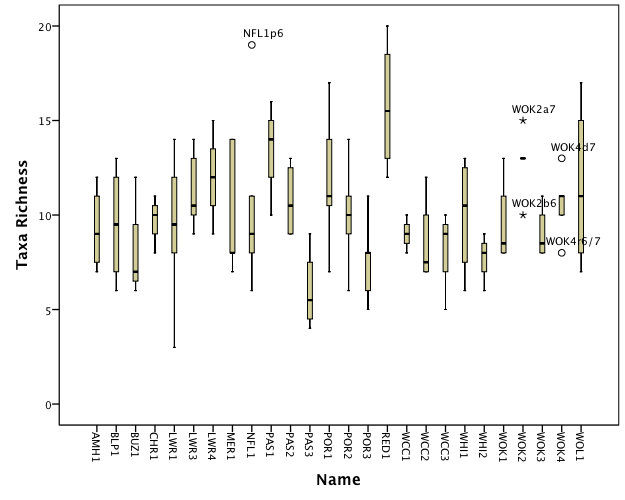 20
15
10
5
0
Taxa Richness
NFL1p6
WOK2a7
WOK4d7
WOK2b6
WOK4r6/7
AMH1
BLP1
BUZ1
CHR1
LWR1
LWR3
LWR4
MER1
NFL1
PAS1
PAS2
PAS3
POR1
POR2
POR3
RED1
WCC1
WCC2
WCC3
WHI1
WHI2
WOK1
WOK2
WOK3
WOK4
WOL1
Name